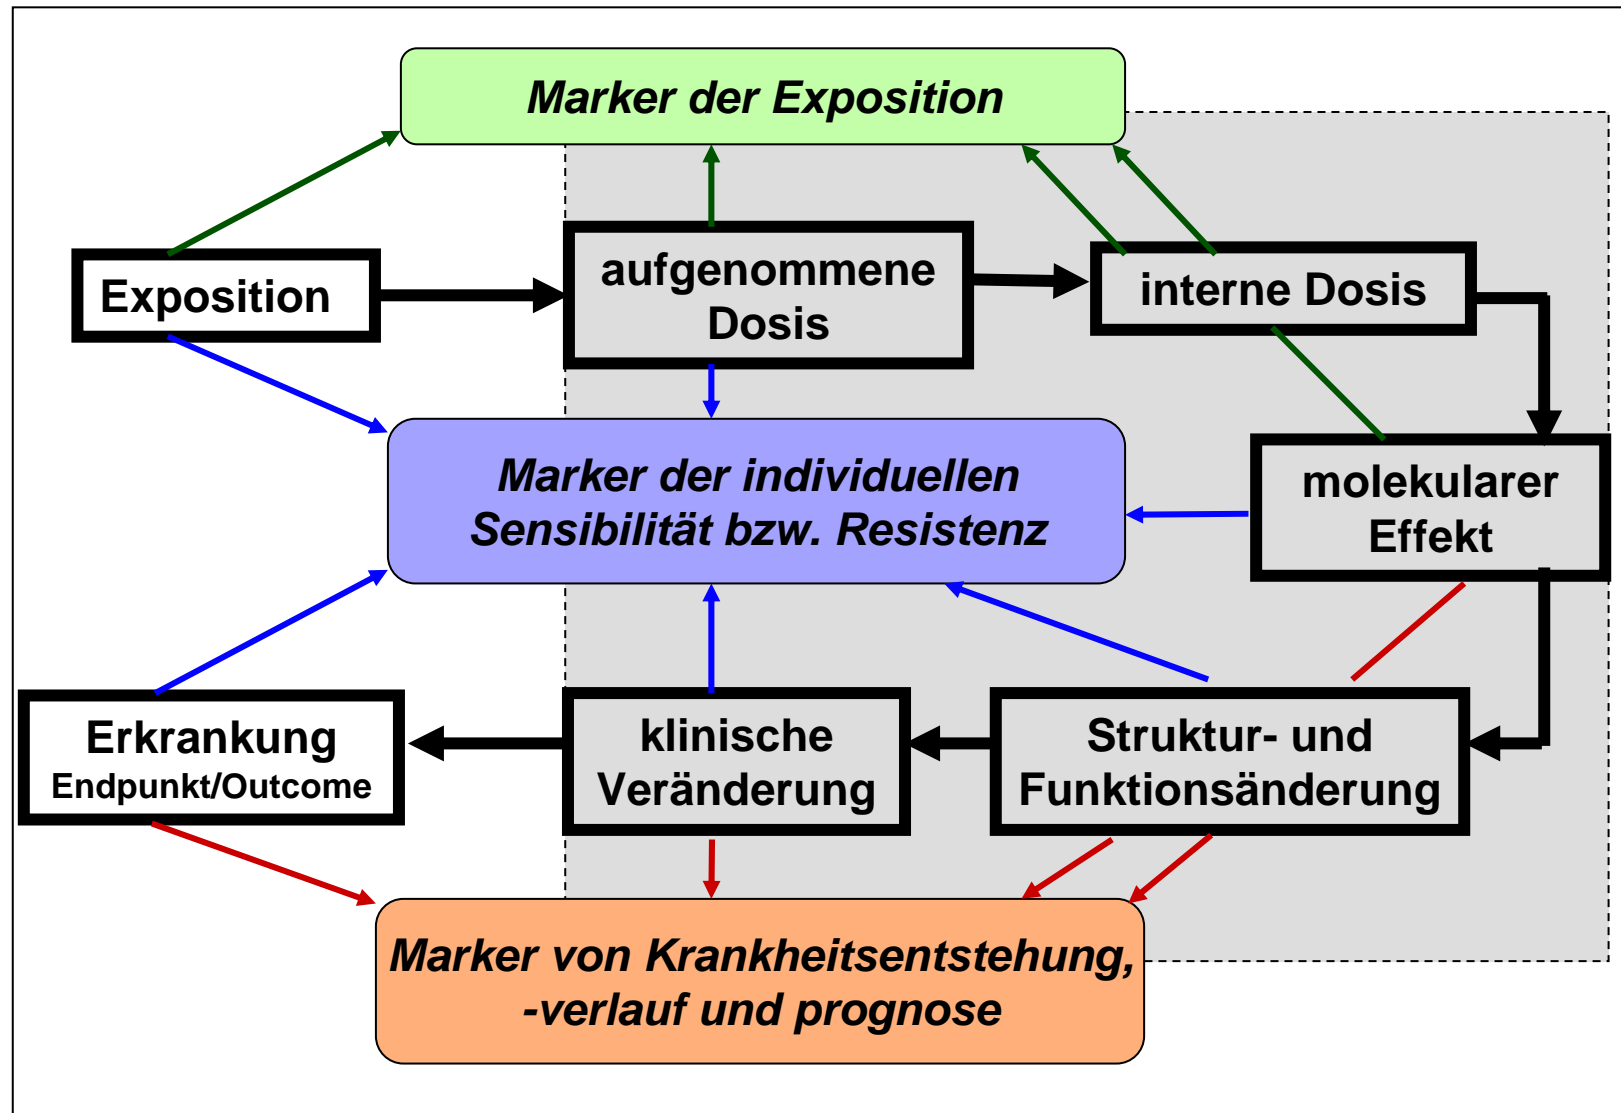 Marker der Exposition
Exposition
aufgenommene
Dosis
interne Dosis
Marker der individuellen
Sensibilität bzw. Resistenz
molekularer
Effekt
Erkrankung
Endpunkt/Outcome
klinische
Veränderung
Struktur- und
Funktionsänderung
Marker von Krankheitsentstehung,
-verlauf und prognose